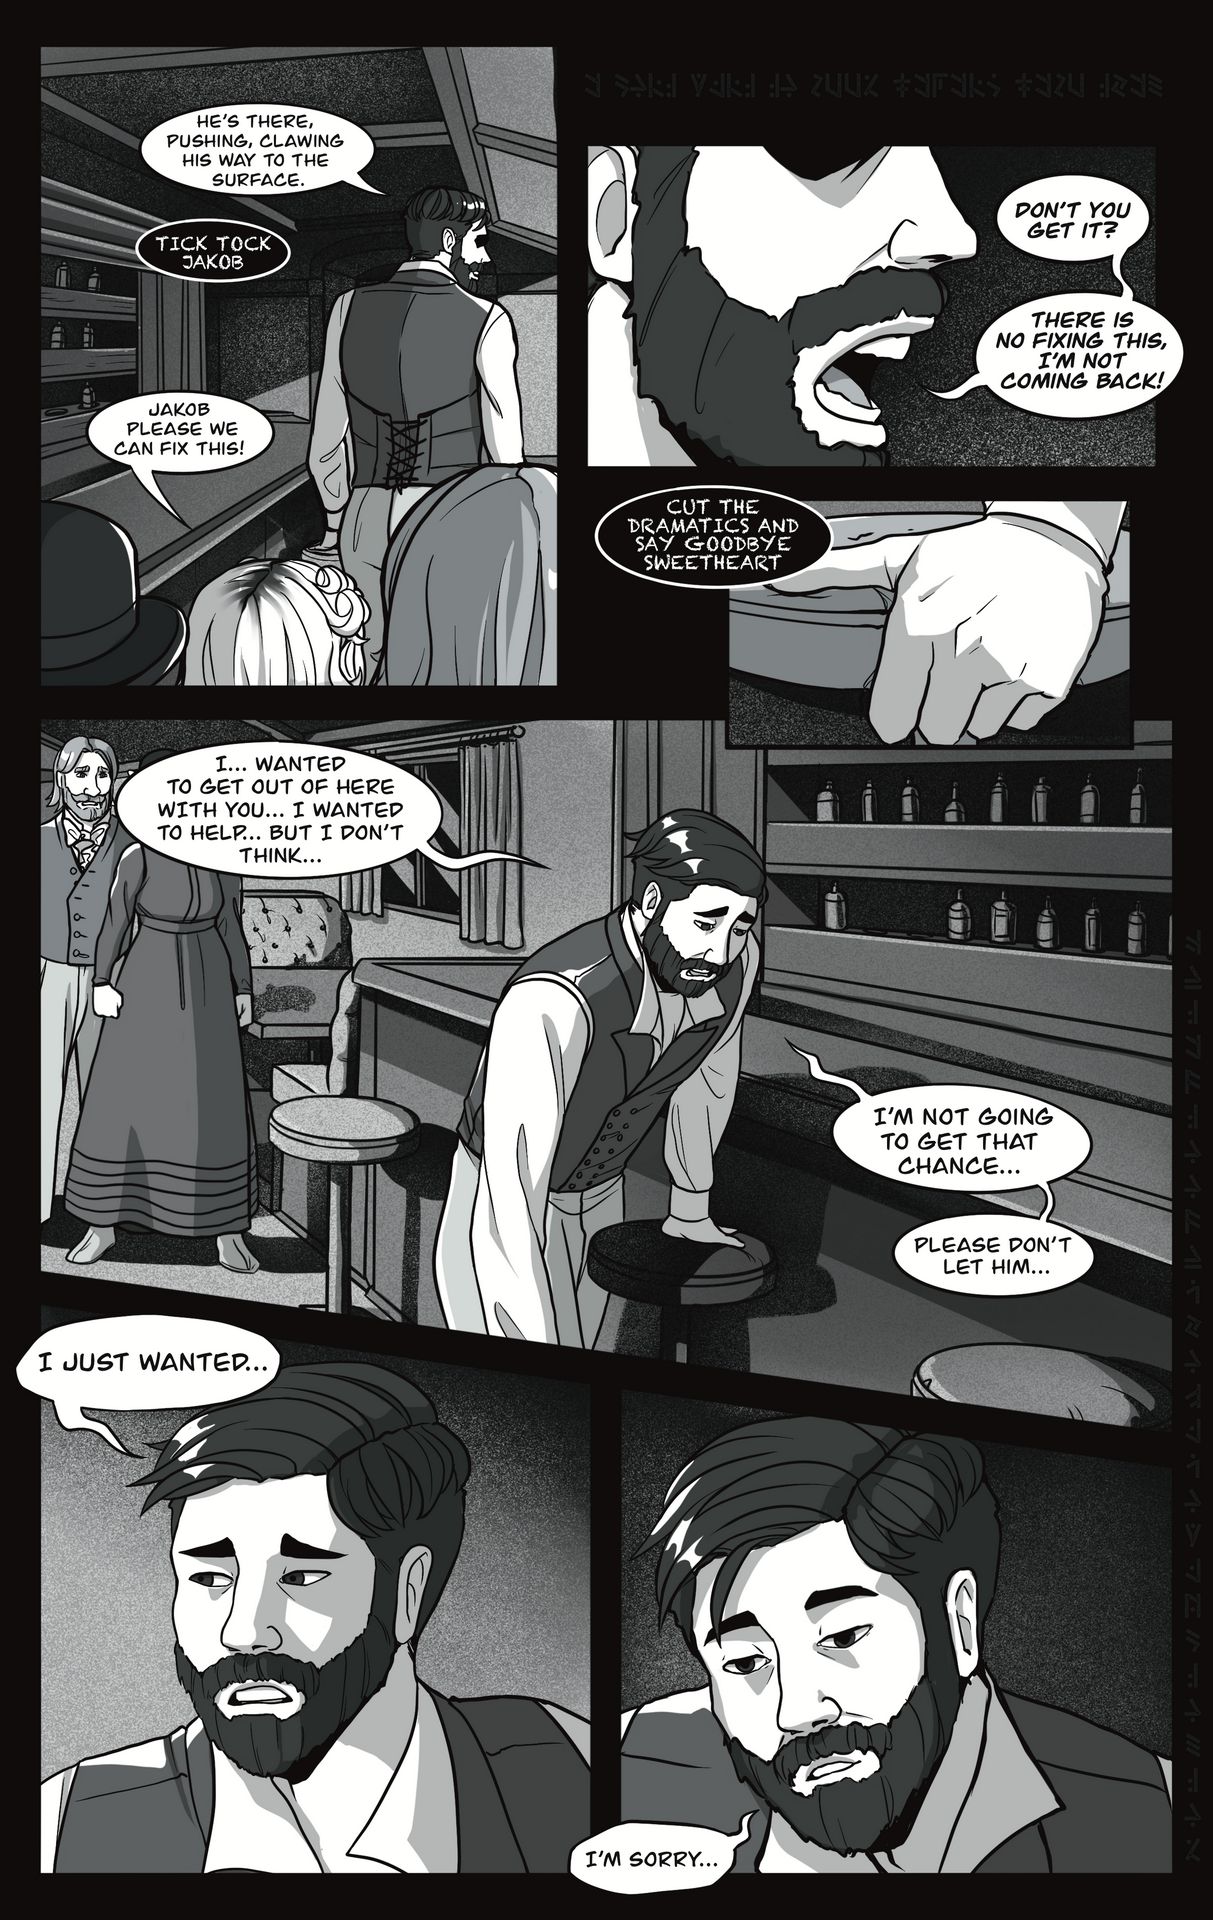 HE'S THERE,
PUSHING, CLAWING
HIS WAY TO THE
SURFACE.
TICK TOCK
JAKOB
JAKOB
PLEASE WE
CAN FIX THIS!
DON'T YOU
GET IT?
THERE IS
NO FIXING THIS,
I'M NOT
COMING BACK!
CUT THE
DRAMATICS AND
SAY GOODBYE
SWEETHEART
I... WANTED
TO GET OUT OF HERE
WITH YOU... I WANTED
TO HELP... BUT I DON'T
THINK...
I'M NOT GOING
TO GET THAT
CHANCE...
PLEASE DON'T
LET HIM...
I JUST WANTED...
I'M SORRY...